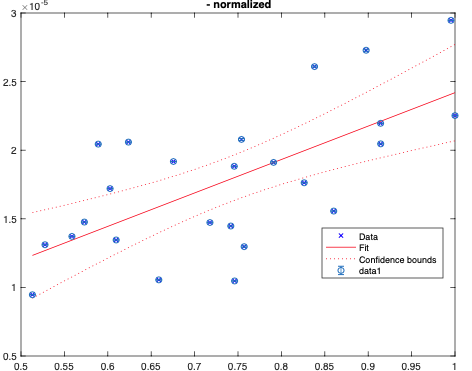 - normalized
×10⁻⁵
3
2.5
2
1.5
1
0.5
0.5 0.55 0.6 0.65 0.7 0.75 0.8 0.85 0.9 0.95 1
Data
Fit
Confidence bounds
data1